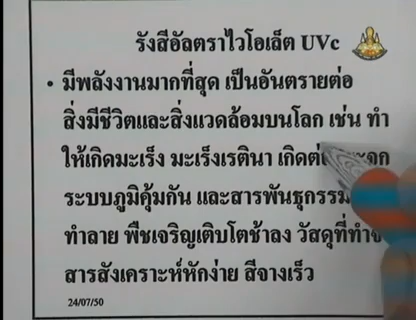 รังสีอัลตราไวโอเล็ต UVc
• มีพลังงานมากที่สุด เป็นอันตรายต่อ
สิ่งมีชีวิตและสิ่งแวดล้อมบนโลก เช่น ทำ
ให้เกิดมะเร็ง มะเร็งเรตินา เกิด
ระบบภูมิคุ้มกัน และสารพันธุกรรม
ทำลาย พืชเจริญเติบโตช้าลง วัสดุที่
สารสังเคราะห์หักง่าย สีจางเร็ว
24/07/50